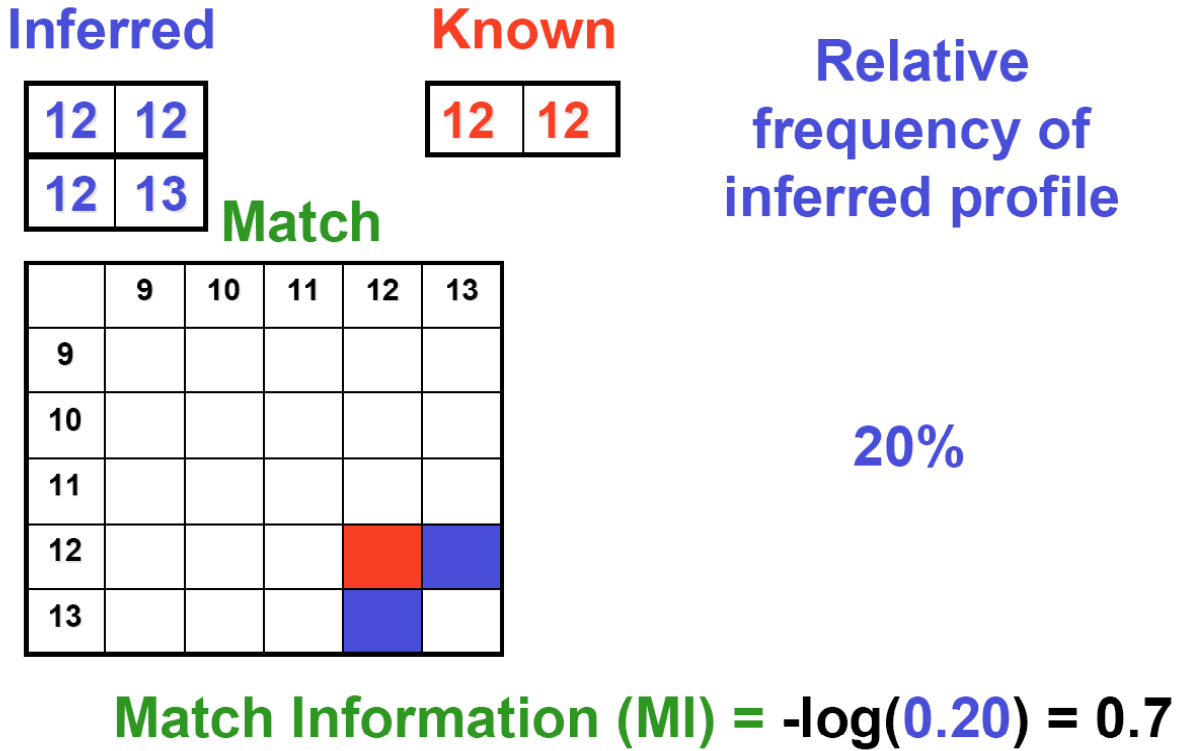 Inferred
Known
12 12
12 13
12 12
Relative
frequency of
inferred profile
Match
9 10 11 12 13
9
10
11
12
13
20%
Match Information (MI) = -log(0.20) = 0.7